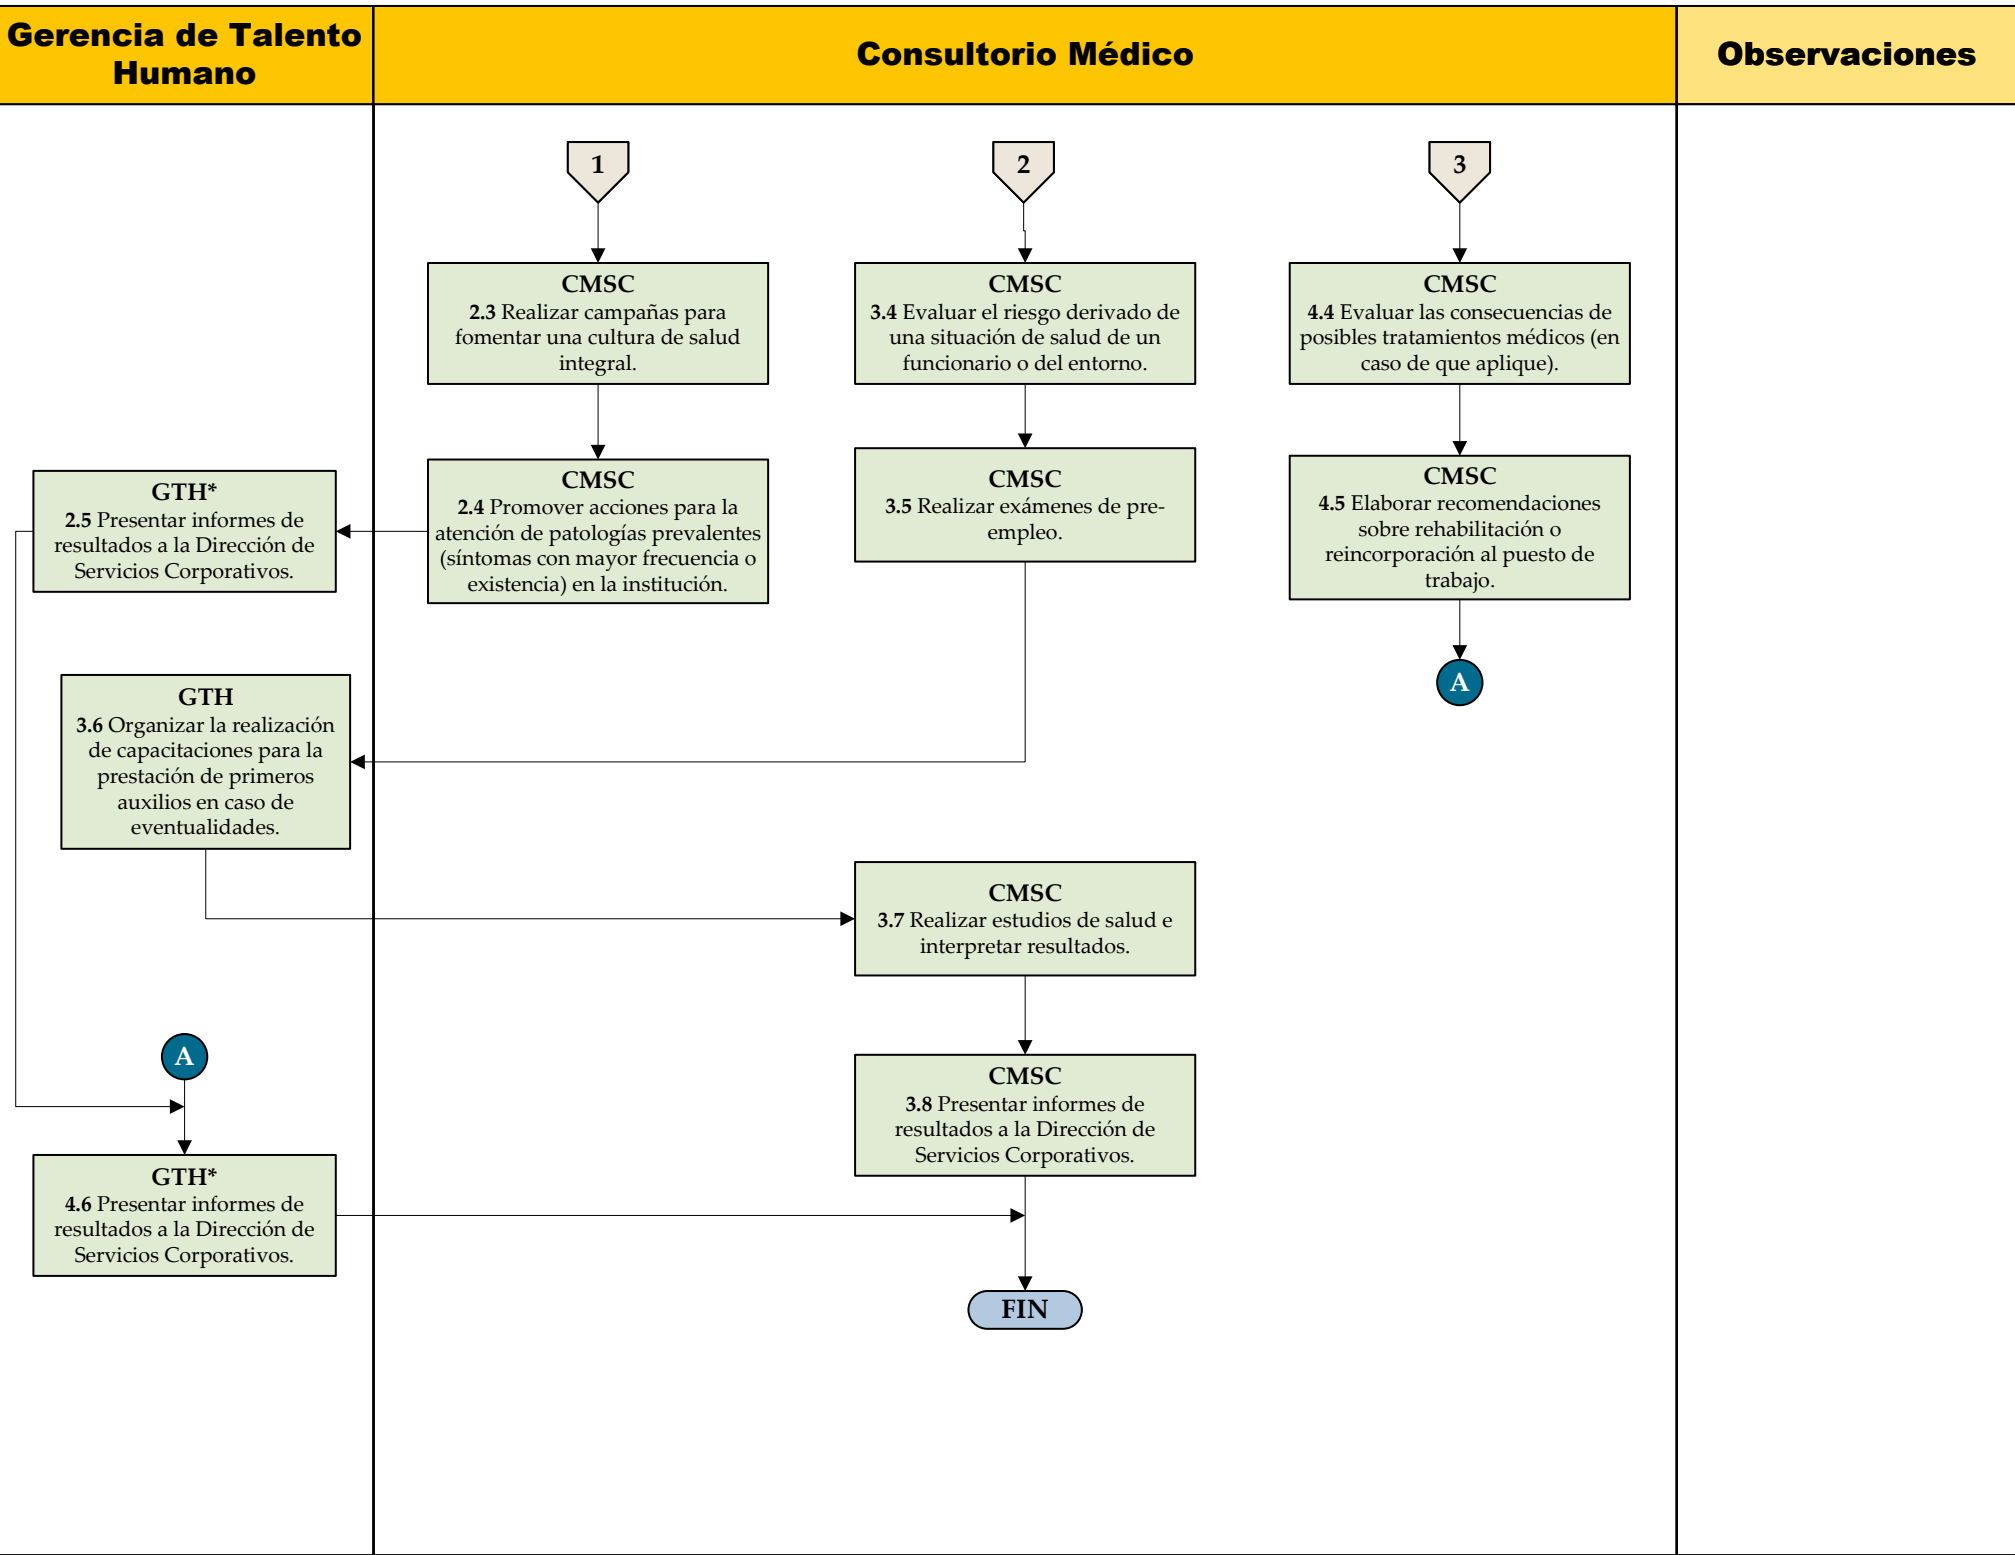 Gerencia de Talento
Humano
Consultorio Médico
Observaciones
1
2
3
CMSC
2.3 Realizar campañas para
fomentar una cultura de salud
integral.
CMSC
3.4 Evaluar el riesgo derivado de
una situación de salud de un
funcionario o del entorno.
CMSC
4.4 Evaluar las consecuencias de
posibles tratamientos médicos (en
caso de que aplique).
GTH*
2.5 Presentar informes de
resultados a la Dirección de
Servicios Corporativos.
CMSC
2.4 Promover acciones para la
atención de patologías prevalentes
(síntomas con mayor frecuencia o
existencia) en la institución.
CMSC
3.5 Realizar exámenes de pre-
empleo.
CMSC
4.5 Elaborar recomendaciones
sobre rehabilitación o
reincorporación al puesto de
trabajo.
A
GTH
3.6 Organizar la realización
de capacitaciones para la
prestación de primeros
auxilios en caso de
eventualidades.
CMSC
3.7 Realizar estudios de salud e
interpretar resultados.
A
CMSC
3.8 Presentar informes de
resultados a la Dirección de
Servicios Corporativos.
GTH*
4.6 Presentar informes de
resultados a la Dirección de
Servicios Corporativos.
FIN